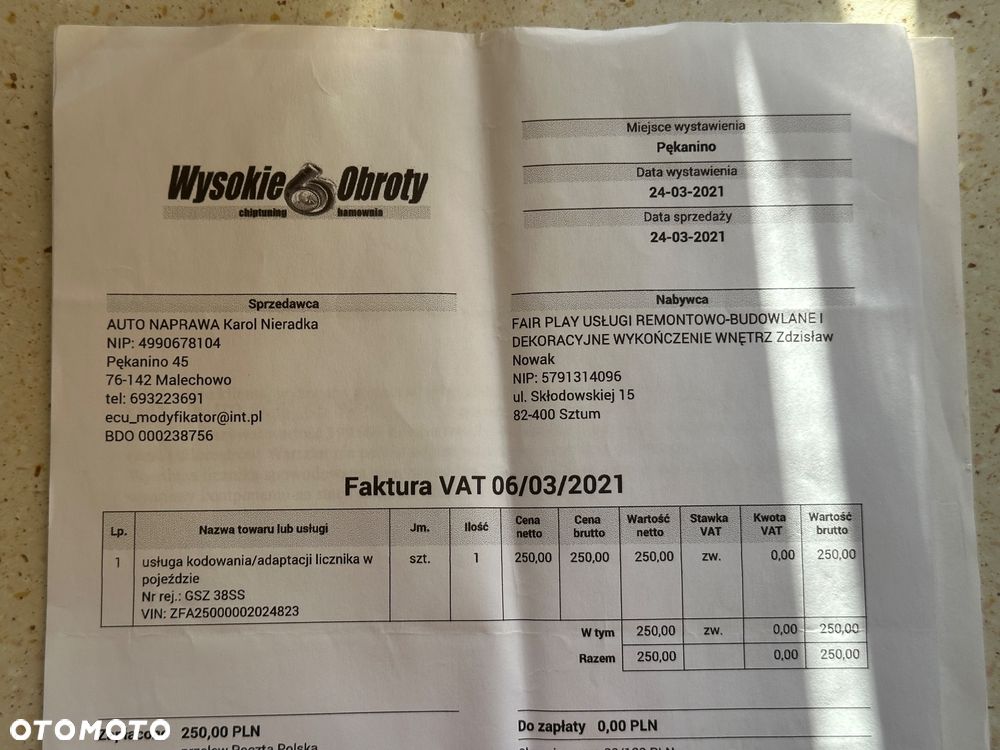 Wysokie Obroty
chiptuning hamownia
Miejsce wystawienia
Pękanino
Data wystawienia
24-03-2021
Data sprzedaży
24-03-2021
Sprzedawca
AUTO NAPRAWA Karol Nieradka
NIP: 4990678104
Pękanino 45
76-142 Malechowo
tel: 693223691
ecu_modyfikator@int.pl
BDO 000238756
Nabywca
FAIR PLAY USŁUGI REMONTOWO-BUDOWLANE I
DEKORACYJNE WYKOŃCZENIE WNĘTRZ Zdzisław
Nowak
NIP: 5791314096
ul. Skłodowskiej 15
82-400 Sztum
Faktura VAT 06/03/2021
Lp. Nazwa towaru lub usługi Jm. Ilość Cena netto Cena brutto Wartość netto Stawka VAT Kwota VAT Wartość brutto
1 usługa kodowania/adaptacji licznika w szt. 1 250,00 250,00 250,00 zw. 0,00 250,00
pojeździe
Nr rej.: GSZ 38SS
VIN: ZFA25000002024823
W tym 250,00 zw. 0,00 250,00
Razem 250,00 0,00 250,00
250,00 PLN
Do zapłaty 0,00 PLN
Poczta Polska
OTOMOTO